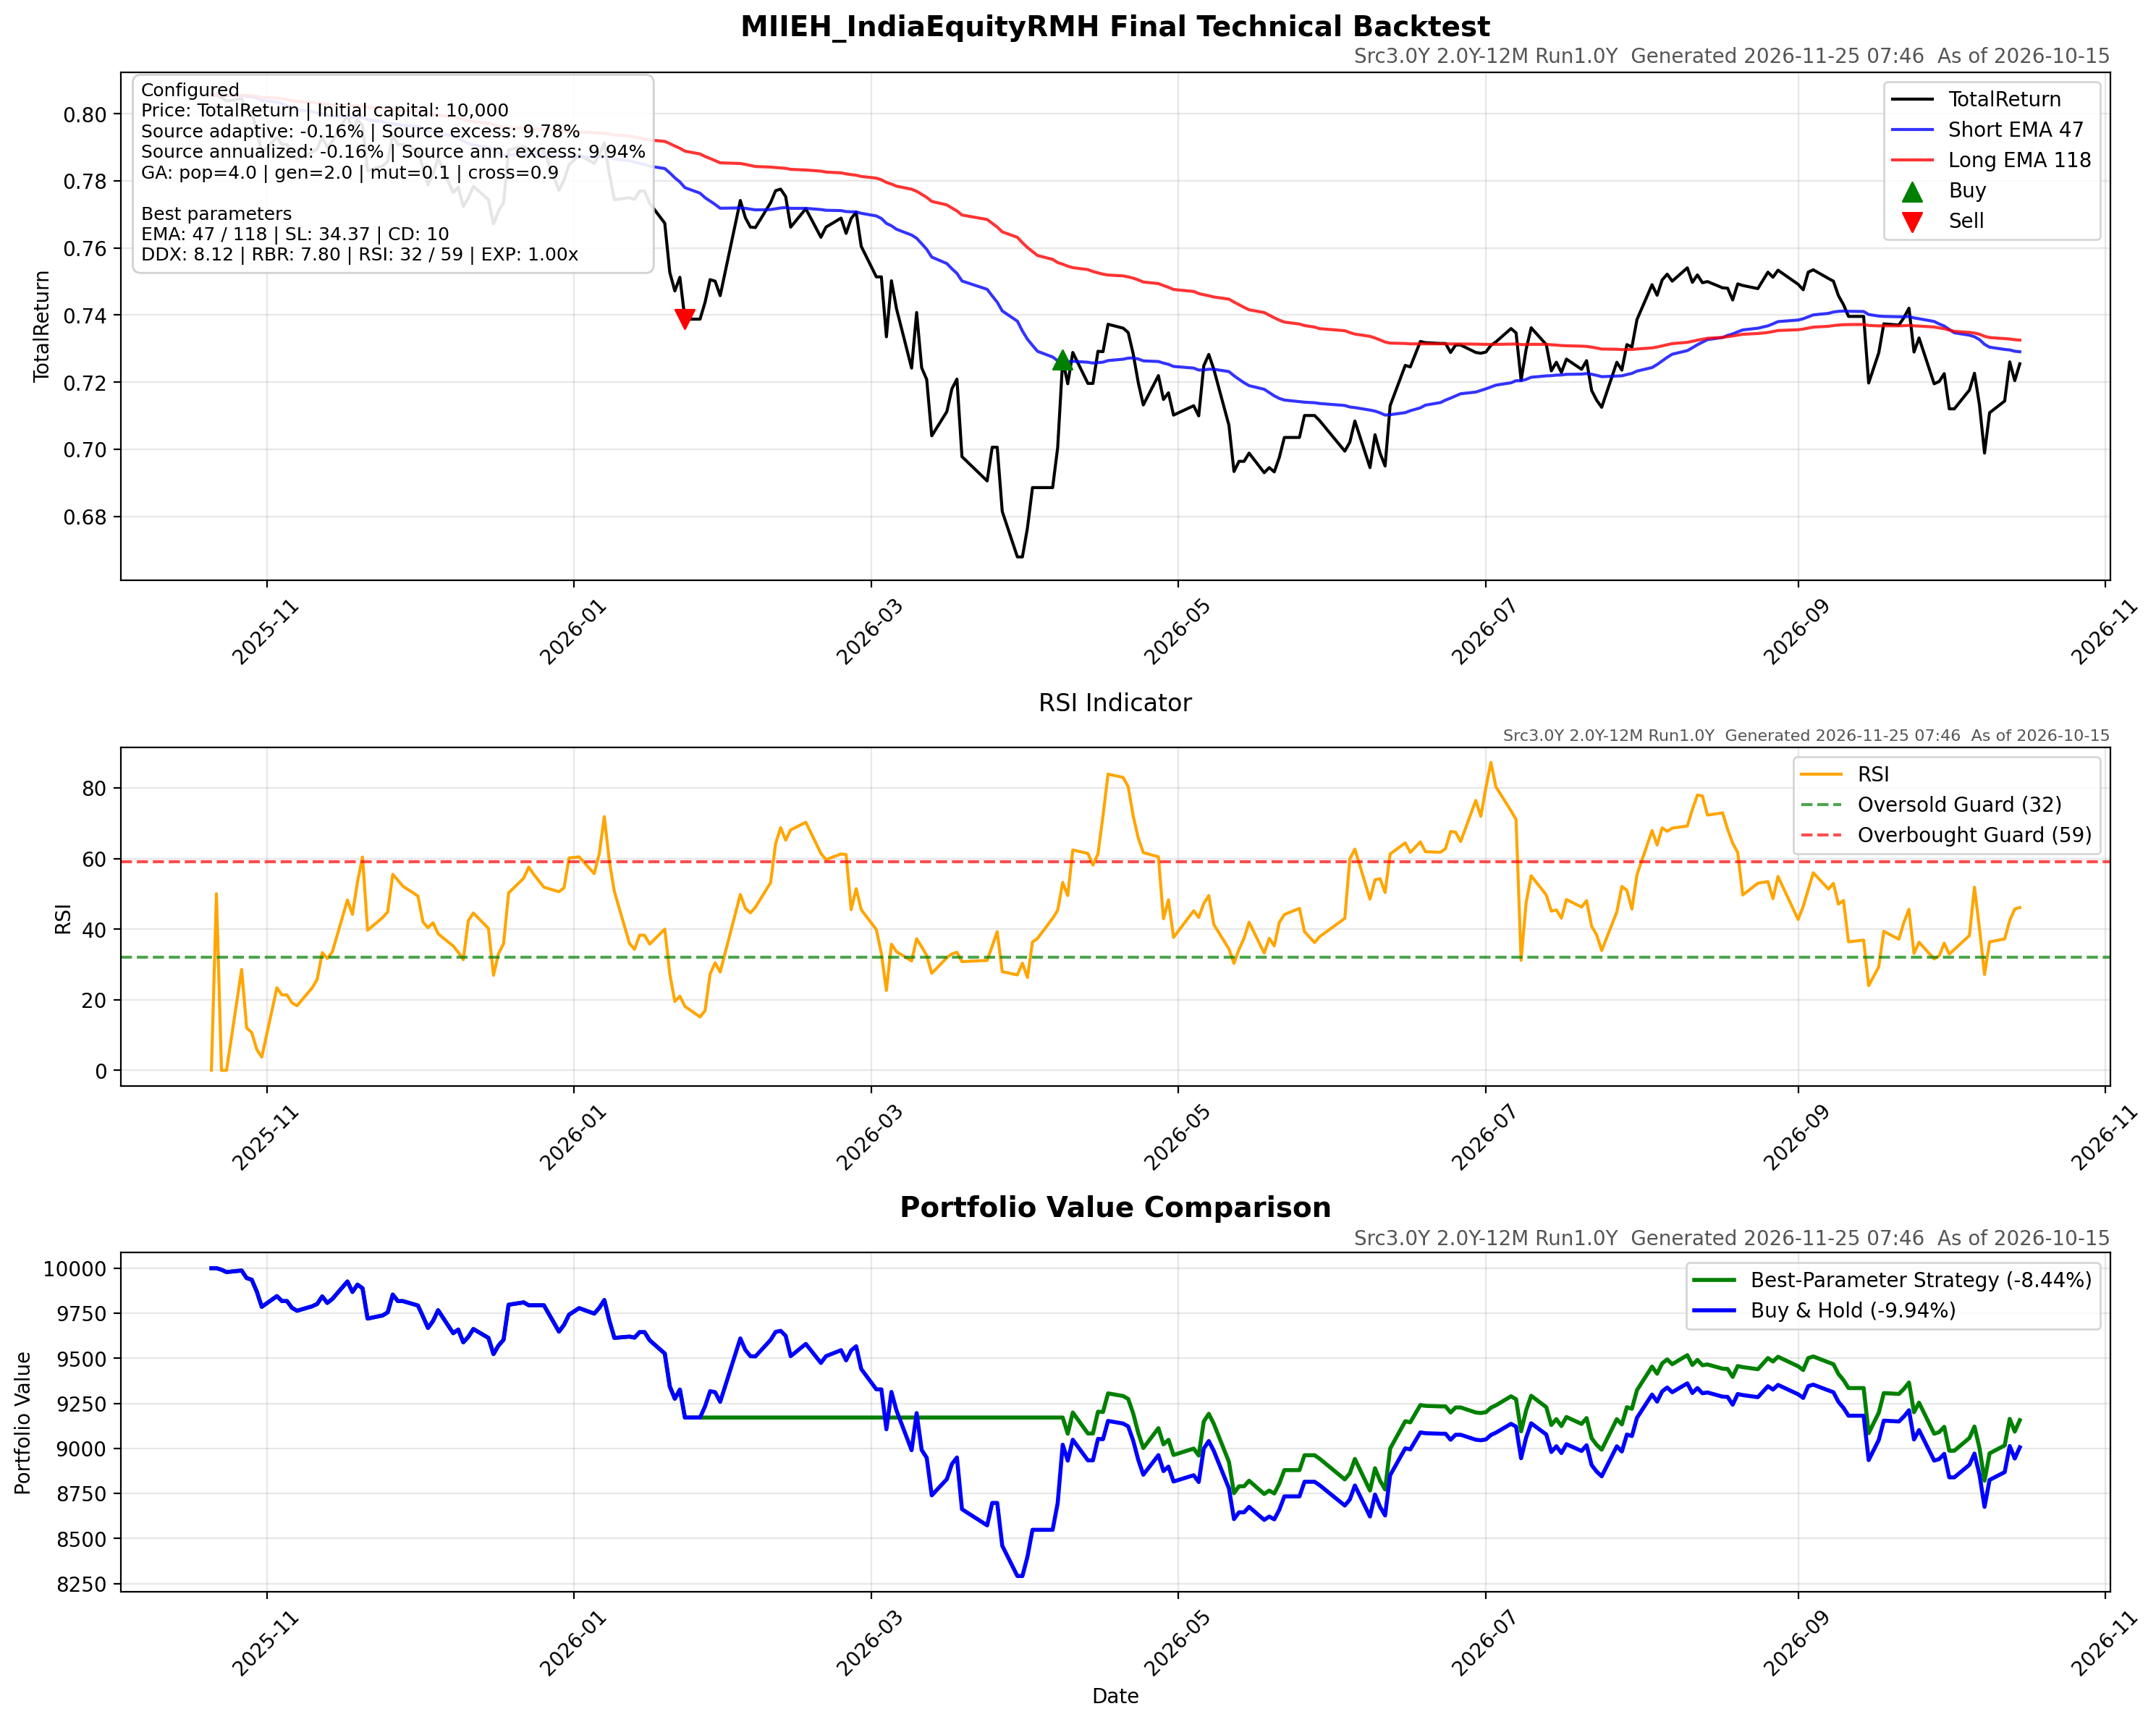 MIIEH_IndiaEquityRMH Final Technical Backtest
Src3.0Y 2.0Y-12M Run1.0Y  Generated 2026-11-25 07:46  As of 2026-10-15
Configured
Price: TotalReturn | Initial capital: 10,000
Source adaptive: -0.16% | Source excess: 9.78%
Source annualized: -0.16% | Source ann. excess: 9.94%
GA: pop=4.0 | gen=2.0 | mut=0.1 | cross=0.9
Best parameters
EMA: 47 / 118 | SL: 34.37 | CD: 10
DDX: 8.12 | RBR: 7.80 | RSI: 32 / 59 | EXP: 1.00x
TotalReturn
Short EMA 47
Long EMA 118
Buy
Sell
TotalReturn
0.80
0.78
0.76
0.74
0.72
0.70
0.68
2025-11
2026-01
2026-03
2026-05
2026-07
2026-09
2026-11
RSI Indicator
Src3.0Y 2.0Y-12M Run1.0Y  Generated 2026-11-25 07:46  As of 2026-10-15
RSI
Oversold Guard (32)
Overbought Guard (59)
RSI
80
60
40
20
0
2025-11
2026-01
2026-03
2026-05
2026-07
2026-09
2026-11
Portfolio Value Comparison
Src3.0Y 2.0Y-12M Run1.0Y  Generated 2026-11-25 07:46  As of 2026-10-15
Best-Parameter Strategy (-8.44%)
Buy & Hold (-9.94%)
Portfolio Value
10000
9750
9500
9250
9000
8750
8500
8250
2025-11
2026-01
2026-03
2026-05
2026-07
2026-09
2026-11
Date